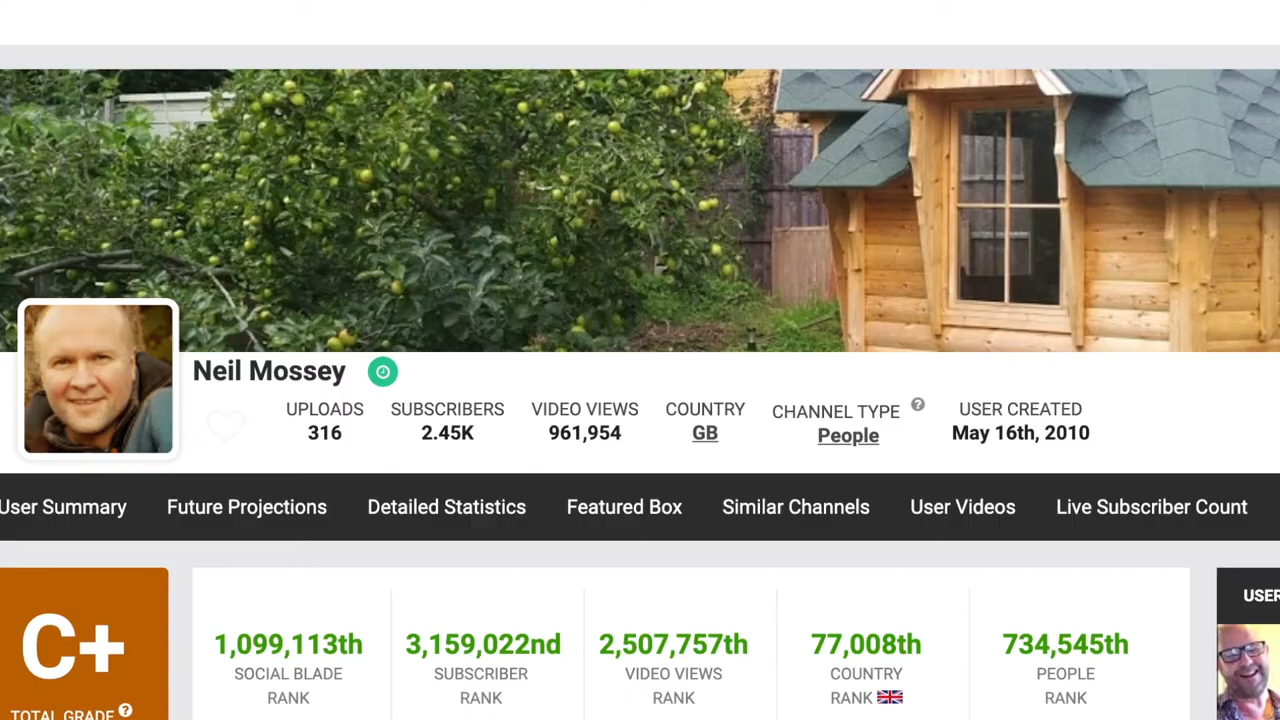 Neil Mossey
UPLOADS
316
SUBSCRIBERS
2.45K
VIDEO VIEWS
961,954
COUNTRY
GB
CHANNEL TYPE ?
People
USER CREATED
May 16th, 2010
User Summary
Future Projections
Detailed Statistics
Featured Box
Similar Channels
User Videos
Live Subscriber Count
C+
TOTAL GRADE ?
1,099,113th
SOCIAL BLADE
RANK
3,159,022nd
SUBSCRIBER
RANK
2,507,757th
VIDEO VIEWS
RANK
77,008th
COUNTRY
RANK
734,545th
PEOPLE
RANK
USER